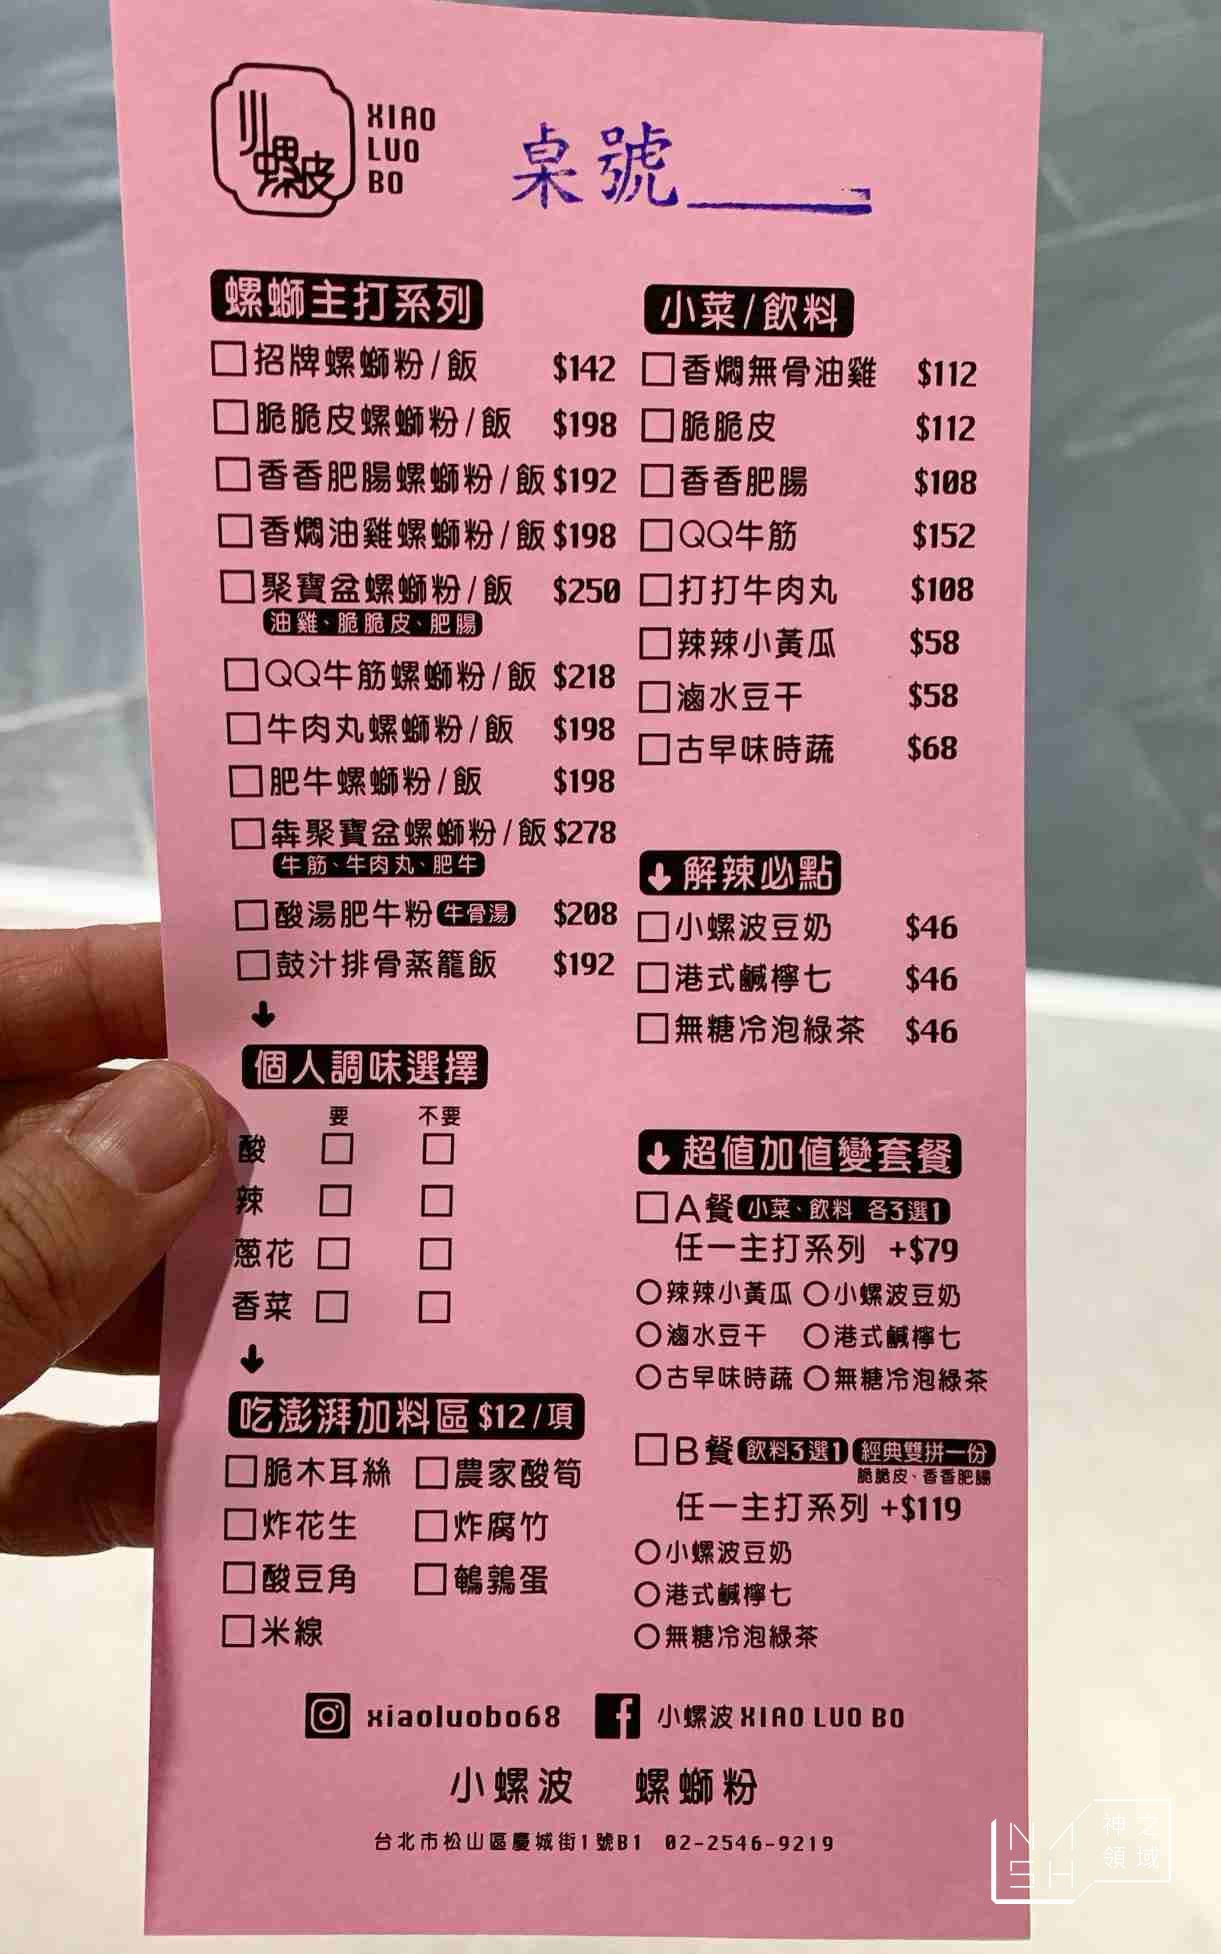 小螺波
XIAO
LUO
BO
桌號
螺螄主打系列
招牌螺螄粉/飯 $142
脆脆皮螺螄粉/飯 $198
香香肥腸螺螄粉/飯 $192
香燜油雞螺螄粉/飯 $198
聚寶盆螺螄粉/飯 $250
油雞、脆脆皮、肥腸
QQ牛筋螺螄粉/飯 $218
牛肉丸螺螄粉/飯 $198
肥牛螺螄粉/飯 $198
犇聚寶盆螺螄粉/飯 $278
牛筋、牛肉丸、肥牛
酸湯肥牛粉 牛骨湯 $208
鼓汁排骨蒸籠飯 $192
個人調味選擇
要 不要
酸
辣
蔥花
香菜
吃澎湃加料區 $12/項
脆木耳絲 農家酸筍
炸花生 炸腐竹
酸豆角 鵪鶉蛋
米線
小菜/飲料
香燜無骨油雞 $112
脆脆皮 $112
香香肥腸 $108
QQ牛筋 $152
打打牛肉丸 $108
辣辣小黃瓜 $58
滷水豆干 $58
古早味時蔬 $68
解辣必點
小螺波豆奶 $46
港式鹹檸七 $46
無糖冷泡綠茶 $46
超值加值變套餐
A餐 小菜、飲料 各3選1
任一主打系列 +$79
辣辣小黃瓜 小螺波豆奶
滷水豆干 港式鹹檸七
古早味時蔬 無糖冷泡綠茶
B餐 飲料3選1 經典雙拼一份
脆脆皮、香香肥腸
任一主打系列 +$119
小螺波豆奶
港式鹹檸七
無糖冷泡綠茶
xiaoluobo68 小螺波 XIAO LUO BO
小螺波 螺螄粉
台北市松山區慶城街1號B1 02-2546-9219
NASH 神之領域